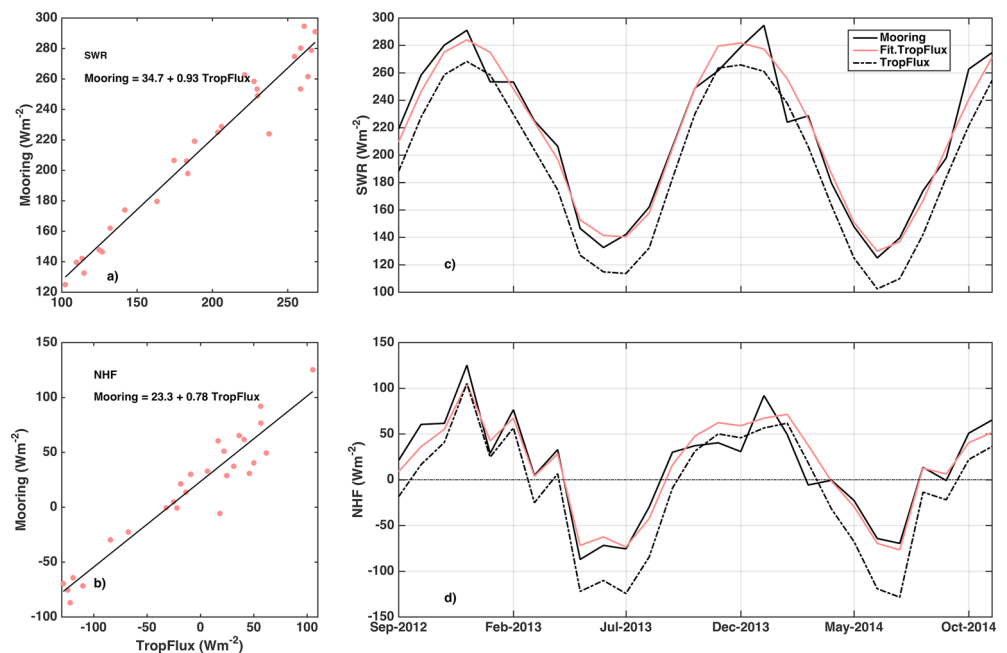 300
280
260
240
220
200
180
160
140
120
Mooring (Wm-2)
SWR
Mooring = 34.7 + 0.93 TropFlux
a)
100
150
200
250
300
280
260
240
220
200
180
160
140
120
100
SWR (Wm-2)
Mooring
Fit.TropFlux
TropFlux
c)
150
100
50
0
-50
-100
Mooring (Wm-2)
NHF
Mooring = 23.3 + 0.78 TropFlux
b)
-100
-50
0
50
100
TropFlux (Wm-2)
150
100
50
0
-50
-100
-150
NHF (Wm-2)
d)
Sep-2012
Feb-2013
Jul-2013
Dec-2013
May-2014
Oct-2014